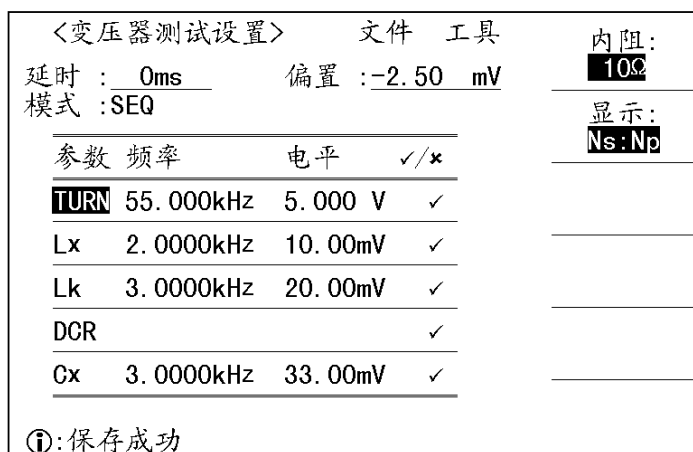 <变压器测试设置> 文件 工具
延时 : 0ms 偏置 :-2.50 mV
模式 :SEQ
参数 频率 电平 ✓/×
TURN 55.000kHz 5.000 V ✓
Lx 2.0000kHz 10.00mV ✓
Lk 3.0000kHz 20.00mV ✓
DCR ✓
Cx 3.0000kHz 33.00mV ✓
ⓘ:保存成功
内阻:
10Ω
显示:
Ns:Np